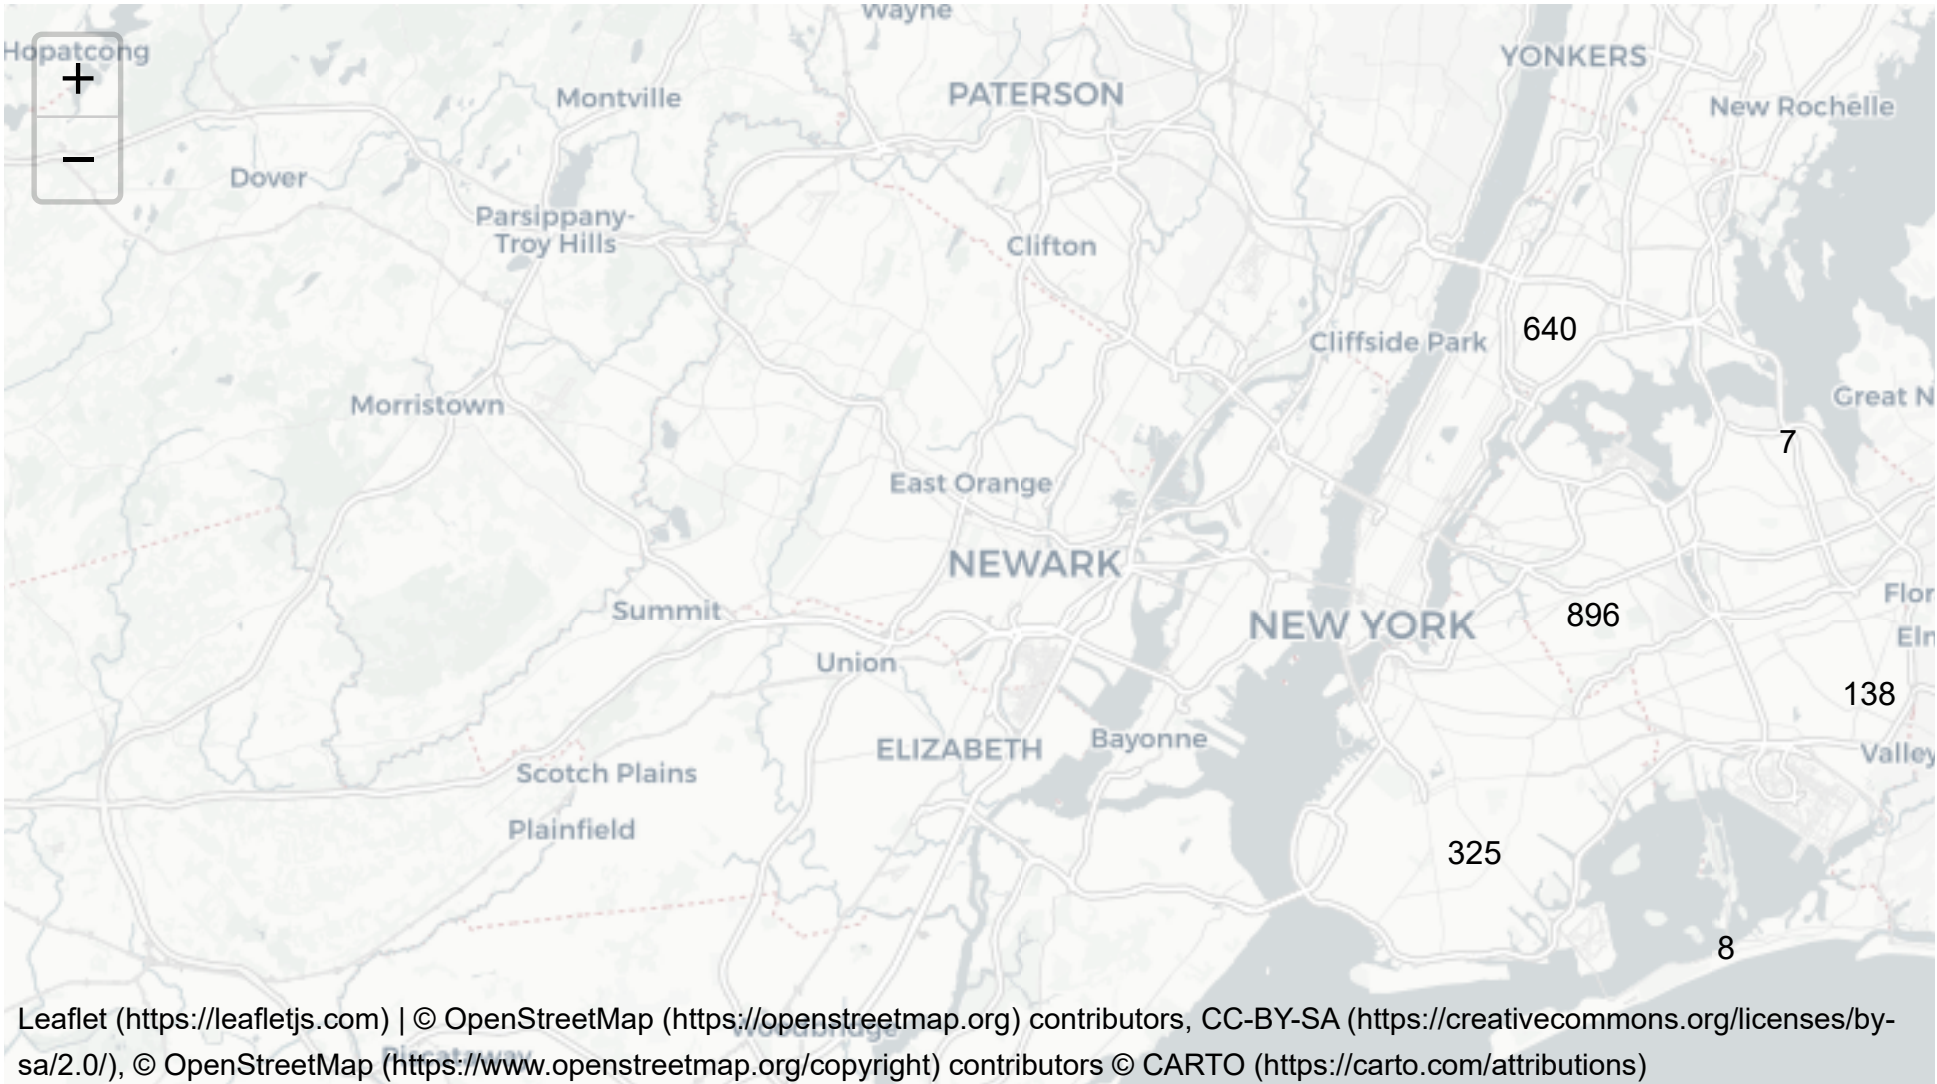 Wayne
Hopatcong
+
YONKERS
Montville
PATERSON
New Rochelle
−
Dover
Parsippany-
Troy Hills
Clifton
640
Cliffside Park
Great N
Morristown
7
East Orange
NEWARK
Flor
Summit
896
NEW YORK
Eln
Union
138
ELIZABETH
Bayonne
Valley
Scotch Plains
Plainfield
325
8
Woodbridge
Piscataway
Leaflet (https://leafletjs.com) | © OpenStreetMap (https://openstreetmap.org) contributors, CC-BY-SA (https://creativecommons.org/licenses/by-
sa/2.0/), © OpenStreetMap (https://www.openstreetmap.org/copyright) contributors © CARTO (https://carto.com/attributions)